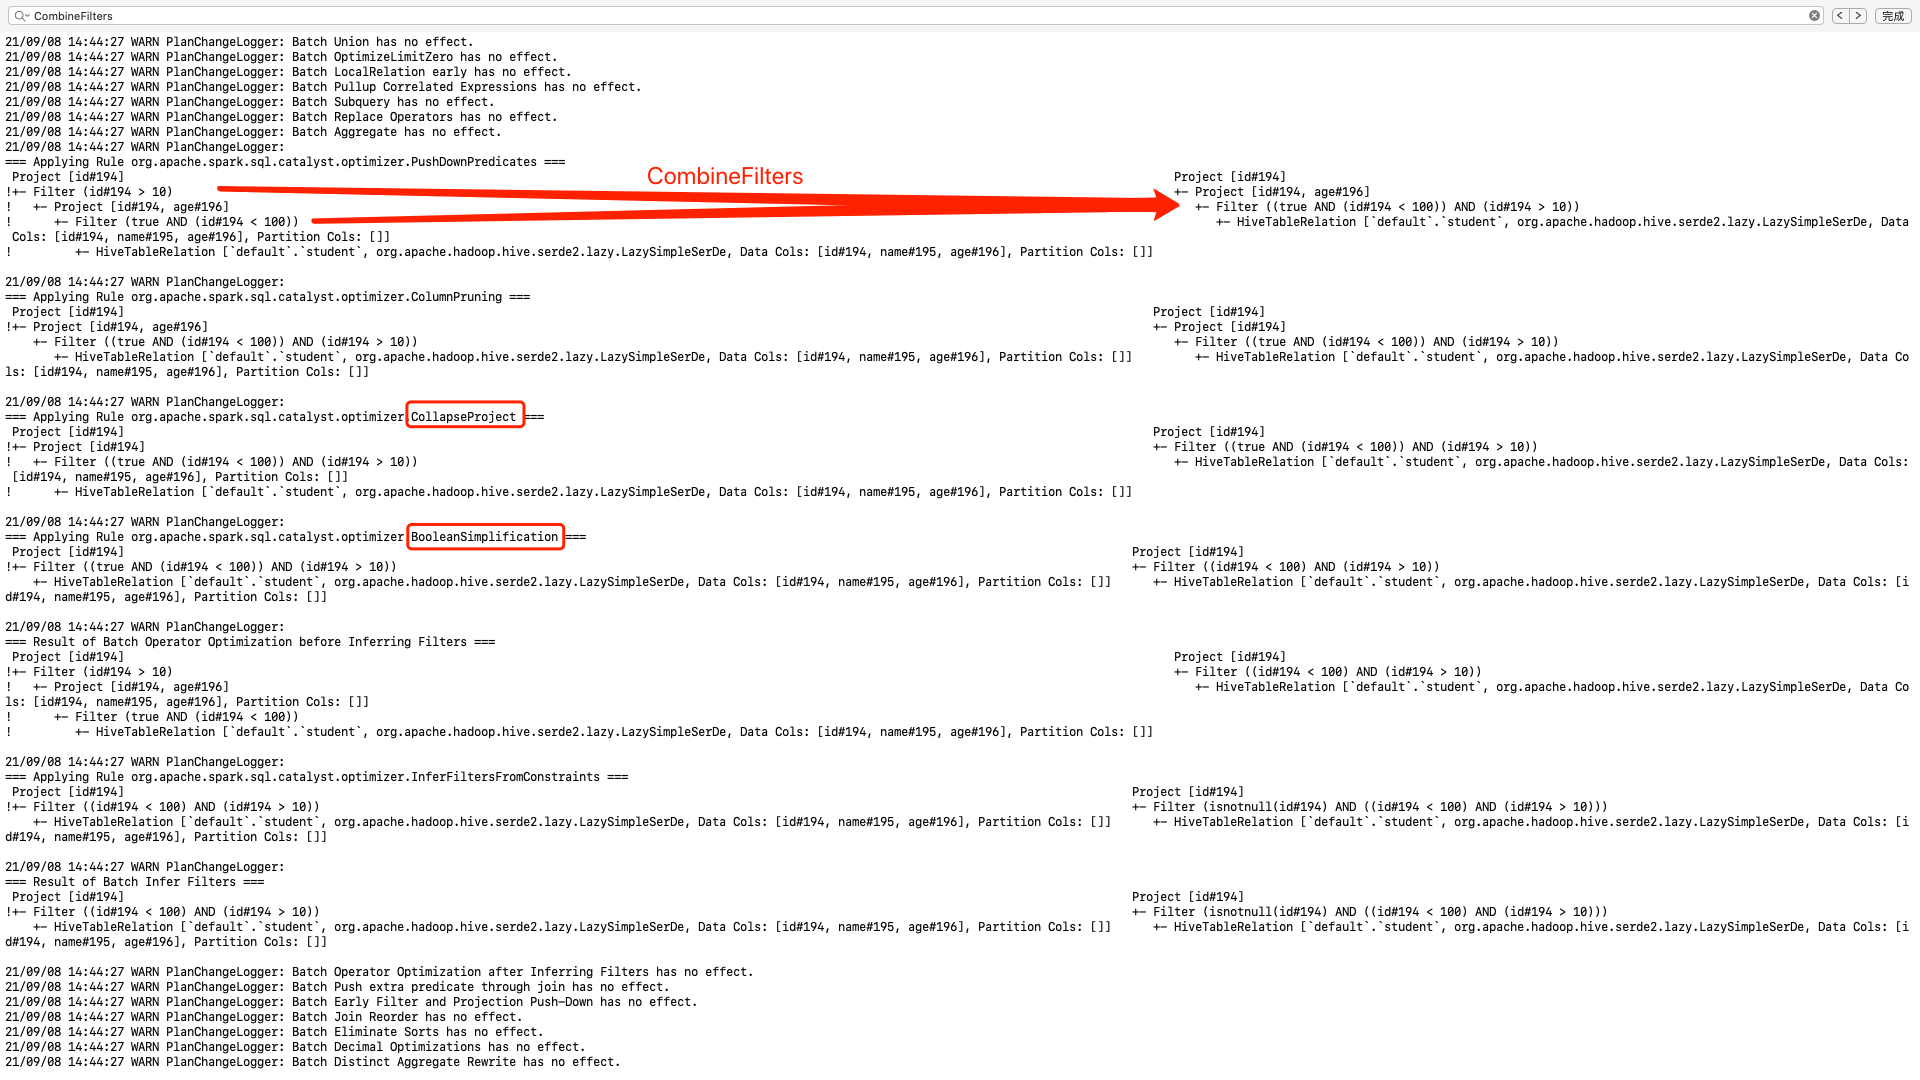 CombineFilters
完成
21/09/08 14:44:27 WARN PlanChangeLogger: Batch Union has no effect.
21/09/08 14:44:27 WARN PlanChangeLogger: Batch OptimizeLimitZero has no effect.
21/09/08 14:44:27 WARN PlanChangeLogger: Batch LocalRelation early has no effect.
21/09/08 14:44:27 WARN PlanChangeLogger: Batch Pullup Correlated Expressions has no effect.
21/09/08 14:44:27 WARN PlanChangeLogger: Batch Subquery has no effect.
21/09/08 14:44:27 WARN PlanChangeLogger: Batch Replace Operators has no effect.
21/09/08 14:44:27 WARN PlanChangeLogger: Batch Aggregate has no effect.
21/09/08 14:44:27 WARN PlanChangeLogger:
=== Applying Rule org.apache.spark.sql.catalyst.optimizer.PushDownPredicates ===
CombineFilters
 Project [id#194]    Project [id#194]
!+- Filter (id#194 > 10)    +- Project [id#194, age#196]
!   +- Project [id#194, age#196]    +- Filter ((true AND (id#194 < 100)) AND (id#194 > 10))
!      +- Filter (true AND (id#194 < 100))    +- HiveTableRelation [`default`.`student`, org.apache.hadoop.hive.serde2.lazy.LazySimpleSerDe, Data
 Cols: [id#194, name#195, age#196], Partition Cols: []]
!         +- HiveTableRelation [`default`.`student`, org.apache.hadoop.hive.serde2.lazy.LazySimpleSerDe, Data Cols: [id#194, name#195, age#196], Partition Cols: []]
21/09/08 14:44:27 WARN PlanChangeLogger:
=== Applying Rule org.apache.spark.sql.catalyst.optimizer.ColumnPruning ===
 Project [id#194]    Project [id#194]
!+- Project [id#194, age#196]    +- Project [id#194]
    +- Filter ((true AND (id#194 < 100)) AND (id#194 > 10))    +- Filter ((true AND (id#194 < 100)) AND (id#194 > 10))
       +- HiveTableRelation [`default`.`student`, org.apache.hadoop.hive.serde2.lazy.LazySimpleSerDe, Data Cols: [id#194, name#195, age#196], Partition Cols: []]    +- HiveTableRelation [`default`.`student`, org.apache.hadoop.hive.serde2.lazy.LazySimpleSerDe, Data Co
ls: [id#194, name#195, age#196], Partition Cols: []]
21/09/08 14:44:27 WARN PlanChangeLogger:
=== Applying Rule org.apache.spark.sql.catalyst.optimizer.CollapseProject ===
 Project [id#194]    Project [id#194]
!+- Project [id#194]    +- Filter ((true AND (id#194 < 100)) AND (id#194 > 10))
!   +- Filter ((true AND (id#194 < 100)) AND (id#194 > 10))    +- HiveTableRelation [`default`.`student`, org.apache.hadoop.hive.serde2.lazy.LazySimpleSerDe, Data Cols:
 [id#194, name#195, age#196], Partition Cols: []]
!      +- HiveTableRelation [`default`.`student`, org.apache.hadoop.hive.serde2.lazy.LazySimpleSerDe, Data Cols: [id#194, name#195, age#196], Partition Cols: []]
21/09/08 14:44:27 WARN PlanChangeLogger:
=== Applying Rule org.apache.spark.sql.catalyst.optimizer.BooleanSimplification ===
 Project [id#194]    Project [id#194]
!+- Filter ((true AND (id#194 < 100)) AND (id#194 > 10))    +- Filter ((id#194 < 100) AND (id#194 > 10))
    +- HiveTableRelation [`default`.`student`, org.apache.hadoop.hive.serde2.lazy.LazySimpleSerDe, Data Cols: [id#194, name#195, age#196], Partition Cols: []]    +- HiveTableRelation [`default`.`student`, org.apache.hadoop.hive.serde2.lazy.LazySimpleSerDe, Data Cols: [i
d#194, name#195, age#196], Partition Cols: []]
21/09/08 14:44:27 WARN PlanChangeLogger:
=== Result of Batch Operator Optimization before Inferring Filters ===
 Project [id#194]    Project [id#194]
!+- Filter (id#194 > 10)    +- Filter ((id#194 < 100) AND (id#194 > 10))
!   +- Project [id#194, age#196]    +- HiveTableRelation [`default`.`student`, org.apache.hadoop.hive.serde2.lazy.LazySimpleSerDe, Data Co
ls: [id#194, name#195, age#196], Partition Cols: []]
!      +- Filter (true AND (id#194 < 100))
!         +- HiveTableRelation [`default`.`student`, org.apache.hadoop.hive.serde2.lazy.LazySimpleSerDe, Data Cols: [id#194, name#195, age#196], Partition Cols: []]
21/09/08 14:44:27 WARN PlanChangeLogger:
=== Applying Rule org.apache.spark.sql.catalyst.optimizer.InferFiltersFromConstraints ===
 Project [id#194]    Project [id#194]
!+- Filter ((id#194 < 100) AND (id#194 > 10))    +- Filter (isnotnull(id#194) AND ((id#194 < 100) AND (id#194 > 10)))
    +- HiveTableRelation [`default`.`student`, org.apache.hadoop.hive.serde2.lazy.LazySimpleSerDe, Data Cols: [id#194, name#195, age#196], Partition Cols: []]    +- HiveTableRelation [`default`.`student`, org.apache.hadoop.hive.serde2.lazy.LazySimpleSerDe, Data Cols: [i
d#194, name#195, age#196], Partition Cols: []]
21/09/08 14:44:27 WARN PlanChangeLogger:
=== Result of Batch Infer Filters ===
 Project [id#194]    Project [id#194]
!+- Filter ((id#194 < 100) AND (id#194 > 10))    +- Filter (isnotnull(id#194) AND ((id#194 < 100) AND (id#194 > 10)))
    +- HiveTableRelation [`default`.`student`, org.apache.hadoop.hive.serde2.lazy.LazySimpleSerDe, Data Cols: [id#194, name#195, age#196], Partition Cols: []]    +- HiveTableRelation [`default`.`student`, org.apache.hadoop.hive.serde2.lazy.LazySimpleSerDe, Data Cols: [i
d#194, name#195, age#196], Partition Cols: []]
21/09/08 14:44:27 WARN PlanChangeLogger: Batch Operator Optimization after Inferring Filters has no effect.
21/09/08 14:44:27 WARN PlanChangeLogger: Batch Push extra predicate through join has no effect.
21/09/08 14:44:27 WARN PlanChangeLogger: Batch Early Filter and Projection Push-Down has no effect.
21/09/08 14:44:27 WARN PlanChangeLogger: Batch Join Reorder has no effect.
21/09/08 14:44:27 WARN PlanChangeLogger: Batch Eliminate Sorts has no effect.
21/09/08 14:44:27 WARN PlanChangeLogger: Batch Decimal Optimizations has no effect.
21/09/08 14:44:27 WARN PlanChangeLogger: Batch Distinct Aggregate Rewrite has no effect.